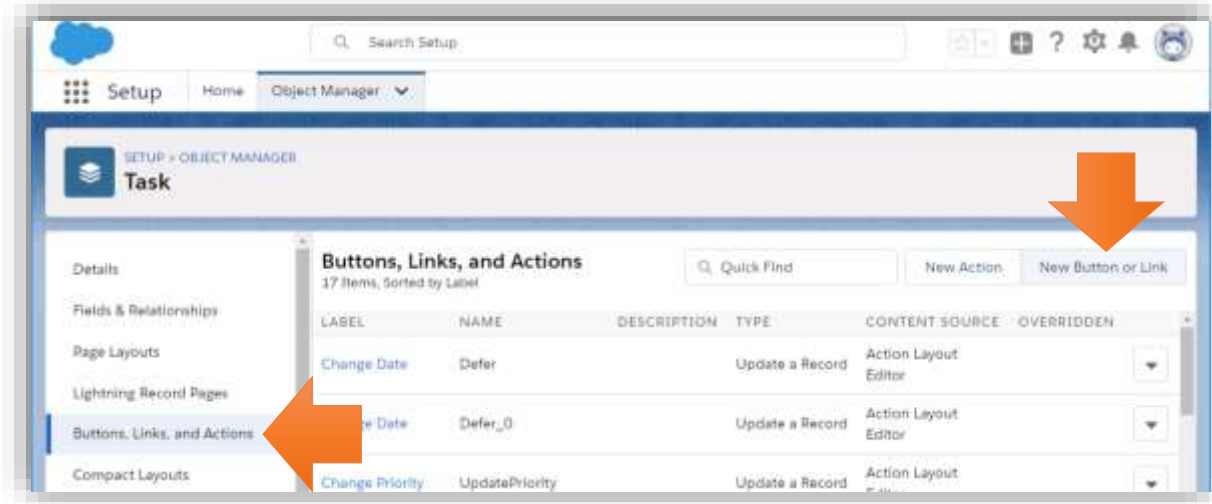 Search Setup
Setup Home Object Manager
SETUP > OBJECT MANAGER
Task
Details
Fields & Relationships
Page Layouts
Lightning Record Pages
Buttons, Links, and Actions
Compact Layouts
Buttons, Links, and Actions
17 Items, Sorted by Label
Quick Find
New Action
New Button or Link
LABEL NAME DESCRIPTION TYPE CONTENT SOURCE OVERRIDDEN
Change Date Defer Update a Record Action Layout
Editor
Date Defer_0 Update a Record Action Layout
Editor
Change Priority UpdatePriority Update a Record Action Layout